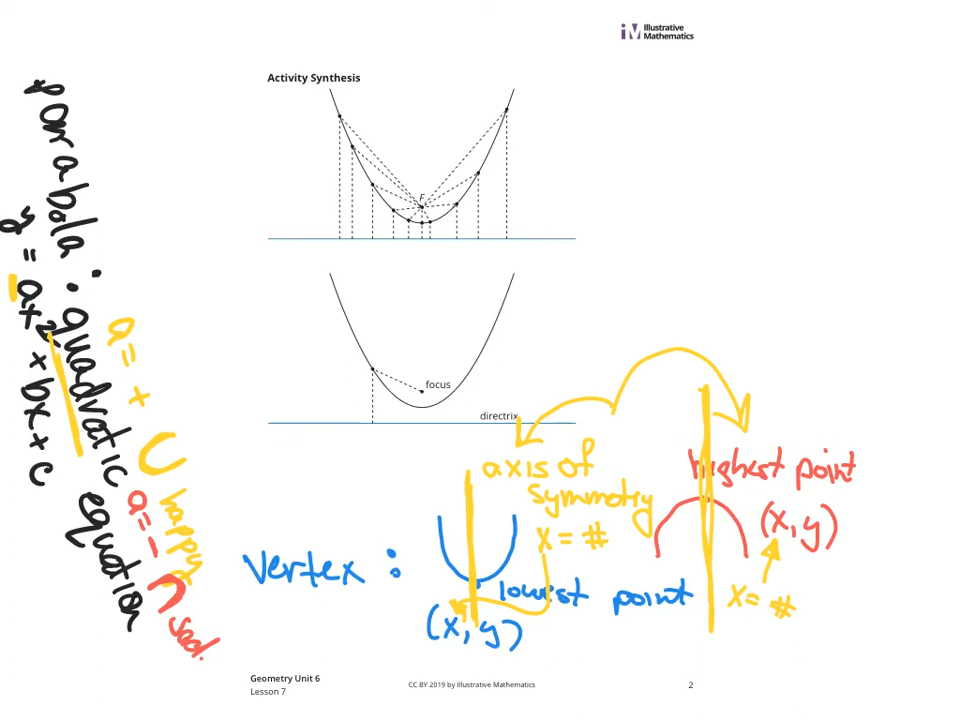 Illustrative
Mathematics
Activity Synthesis
F
focus
directrix
parabola : quadratic equation
y = ax² + bx + c
a = + U happy
a = - ∩ sad.
axis of
symmetry
x = #
highest point
(x, y)
x = #
Vertex :
lowest point
(x, y)
Geometry Unit 6
Lesson 7
CC BY 2019 by Illustrative Mathematics
2